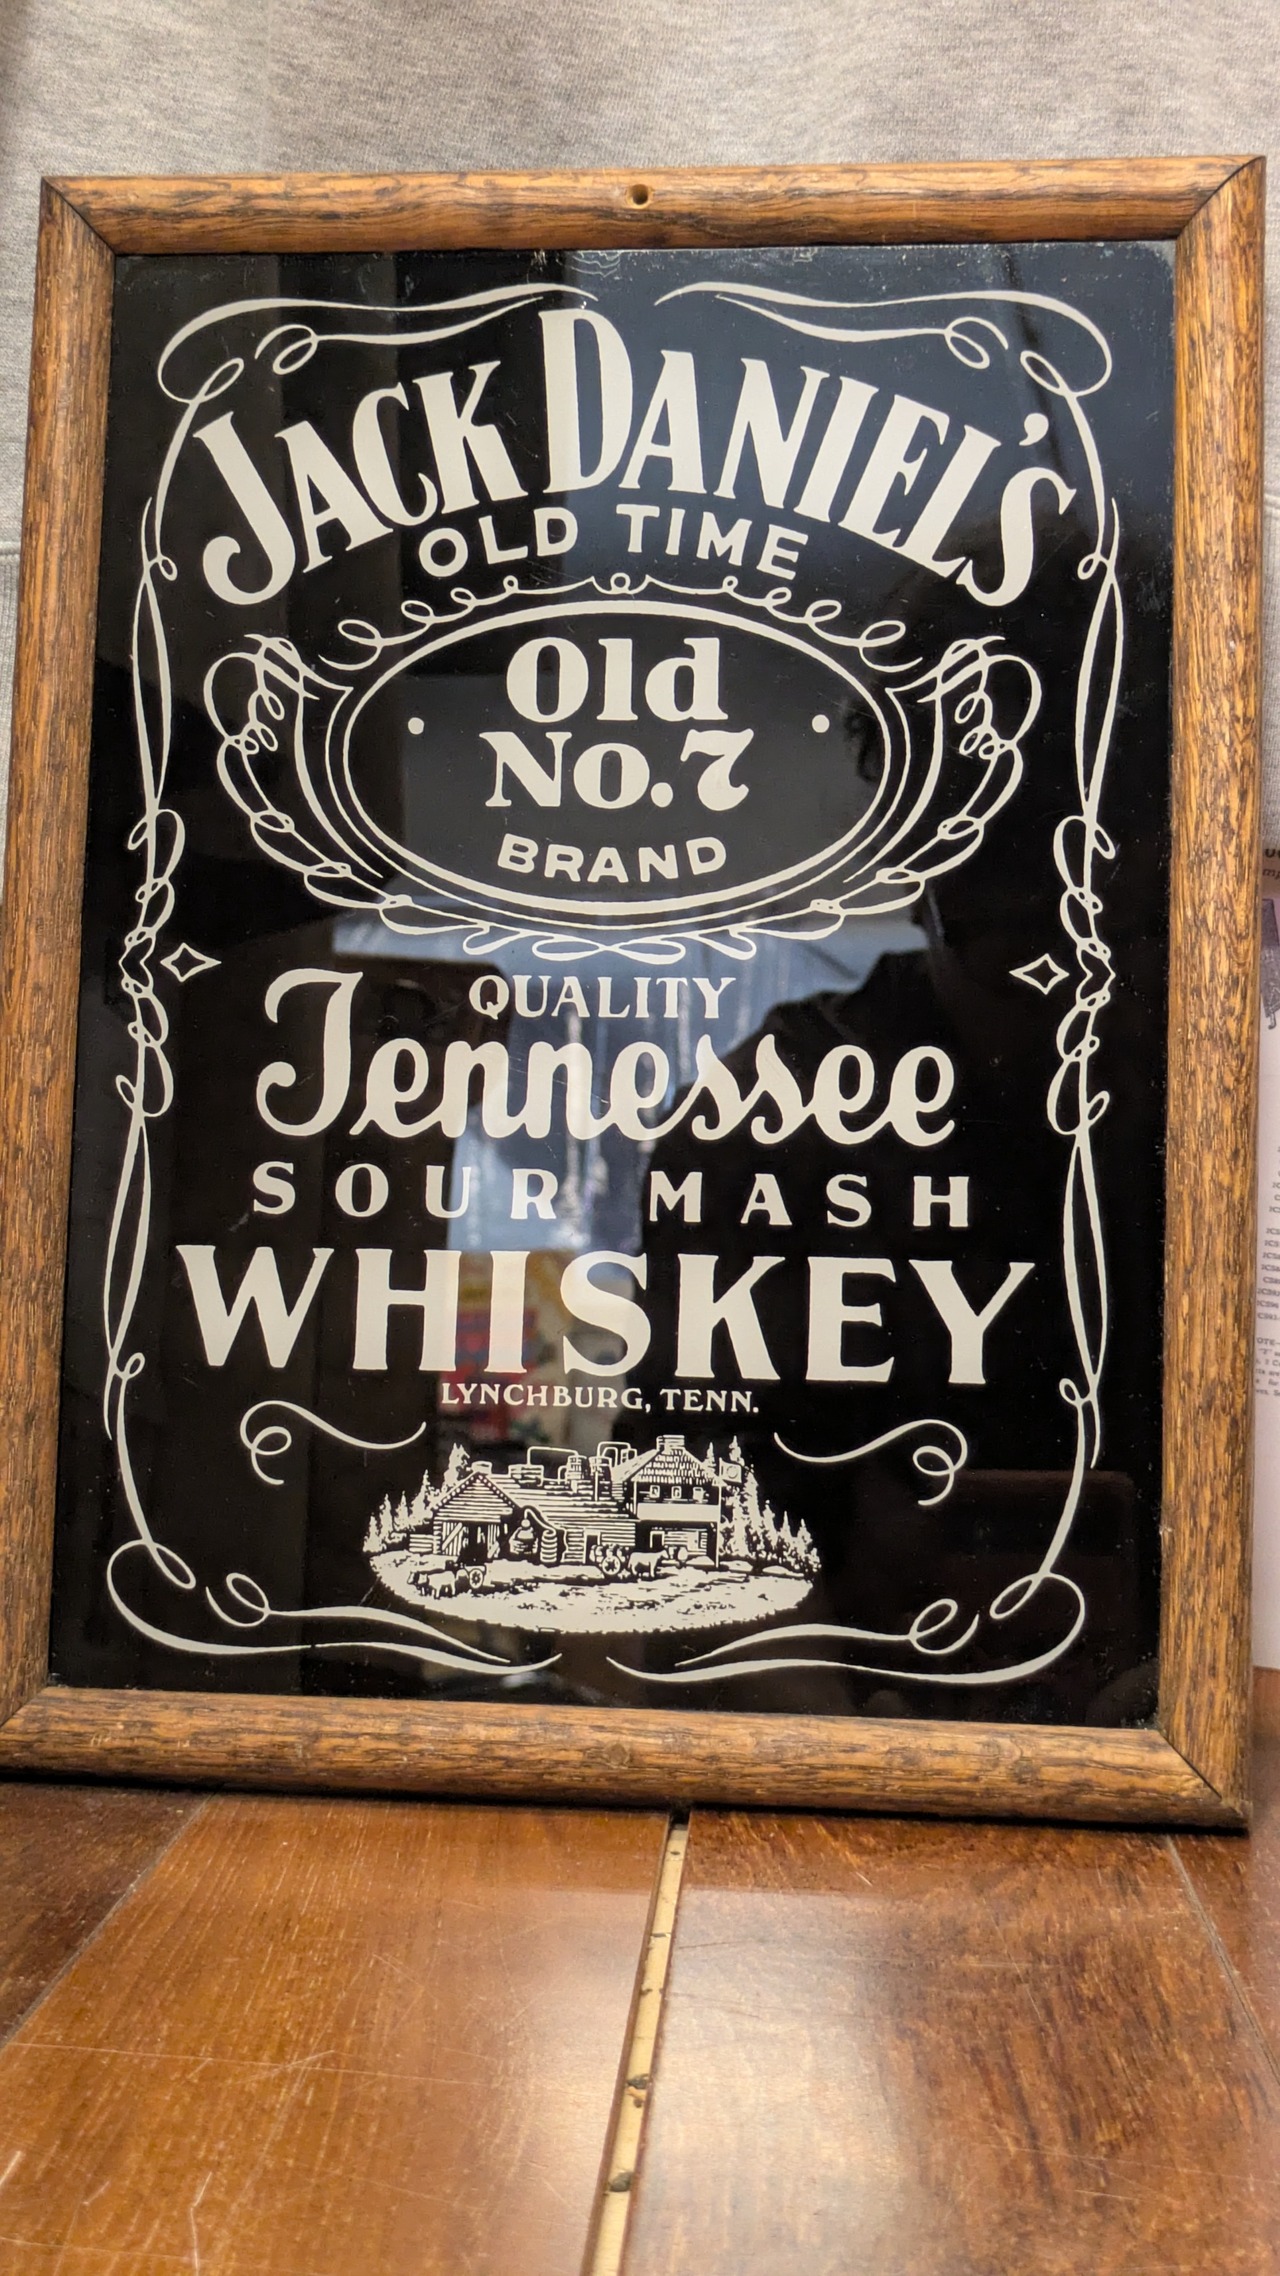 JACK DANIEL'S
OLD TIME
Old
No.7
BRAND
QUALITY
Tennessee
SOUR MASH
WHISKEY
LYNCHBURG, TENN.